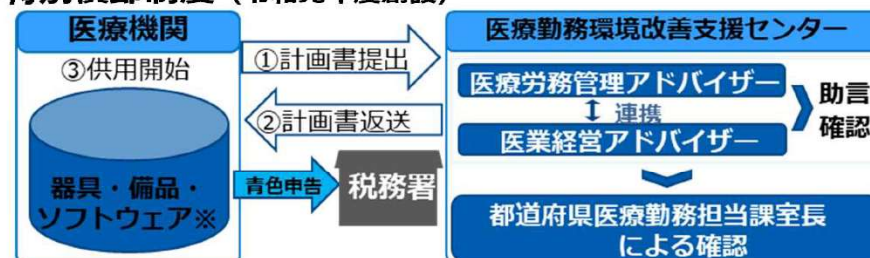 医療機関
③供用開始
器具・備品・
ソフトウェア※
①計画書提出
②計画書返送
青色申告
税務署
医療勤務環境改善支援センター
医療労務管理アドバイザー
連携
医業経営アドバイザー
助言
確認
都道府県医療勤務担当課室長
による確認